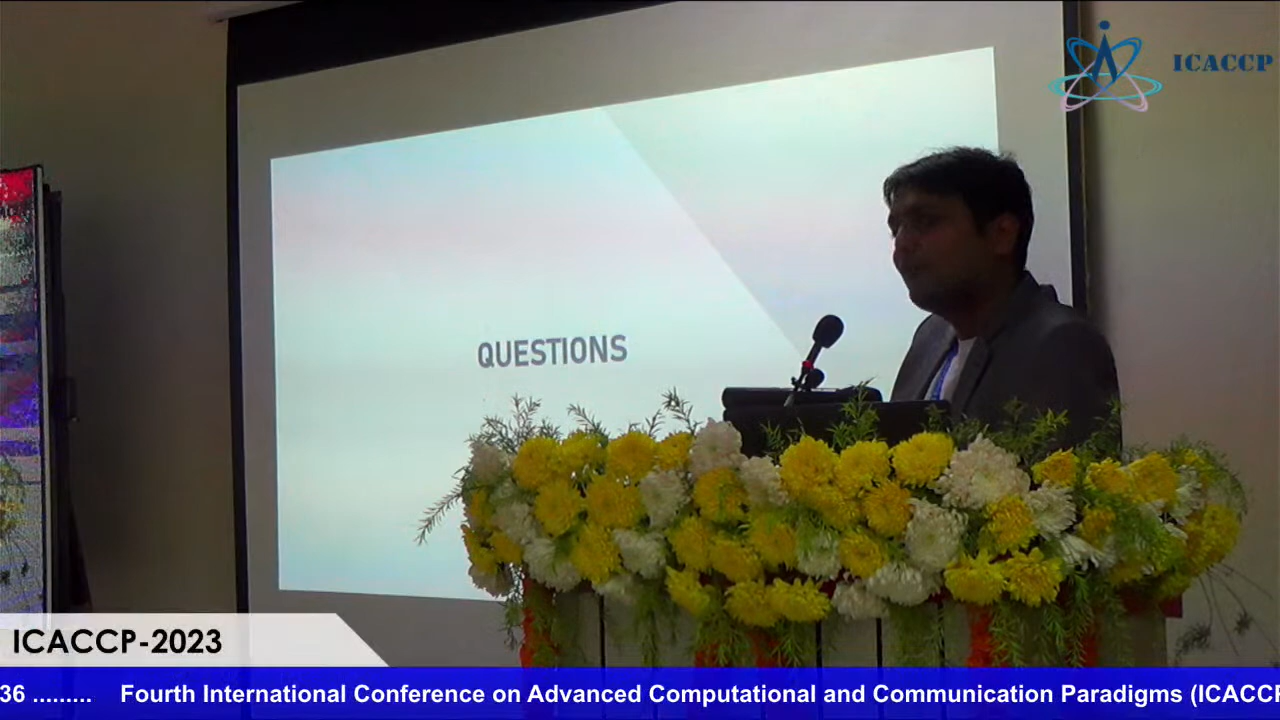 ICACCP
QUESTIONS
ICACCP-2023
36 ......... Fourth International Conference on Advanced Computational and Communication Paradigms (ICACCP